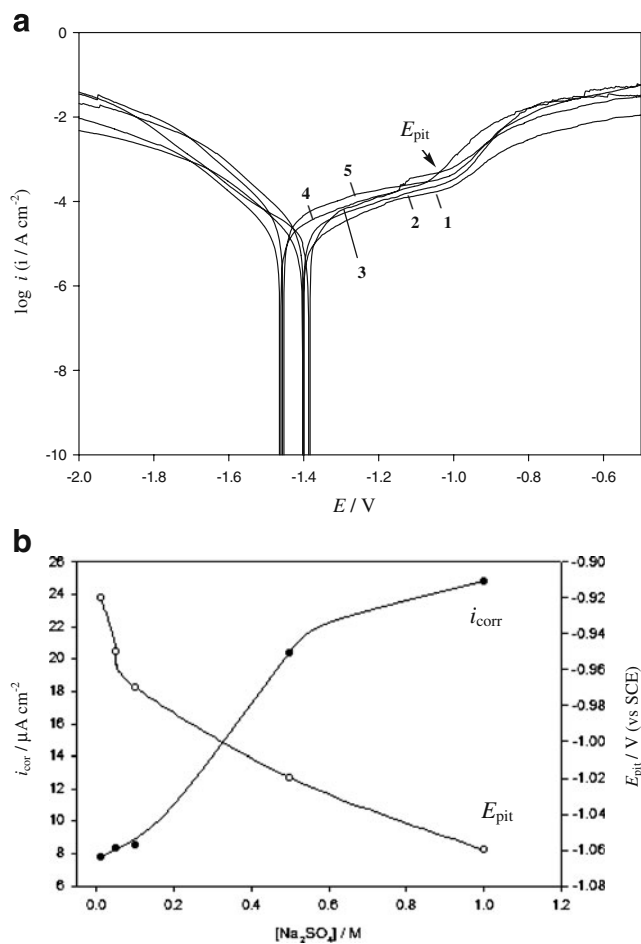 a
0
-2
-4
-6
-8
-10
log i (i / A cm⁻²)
E_pit
5
4
3
2
1
-2.0 -1.8 -1.6 -1.4 -1.2 -1.0 -0.8 -0.6
E / V
b
26
24
22
20
18
16
14
12
10
8
6
i_cor / μA cm⁻²
i_corr
E_pit
-0.90
-0.92
-0.94
-0.96
-0.98
-1.00
-1.02
-1.04
-1.06
-1.08
E_pit / V (vs SCE)
0.0 0.2 0.4 0.6 0.8 1.0 1.2
[Na₂SO₄] / M